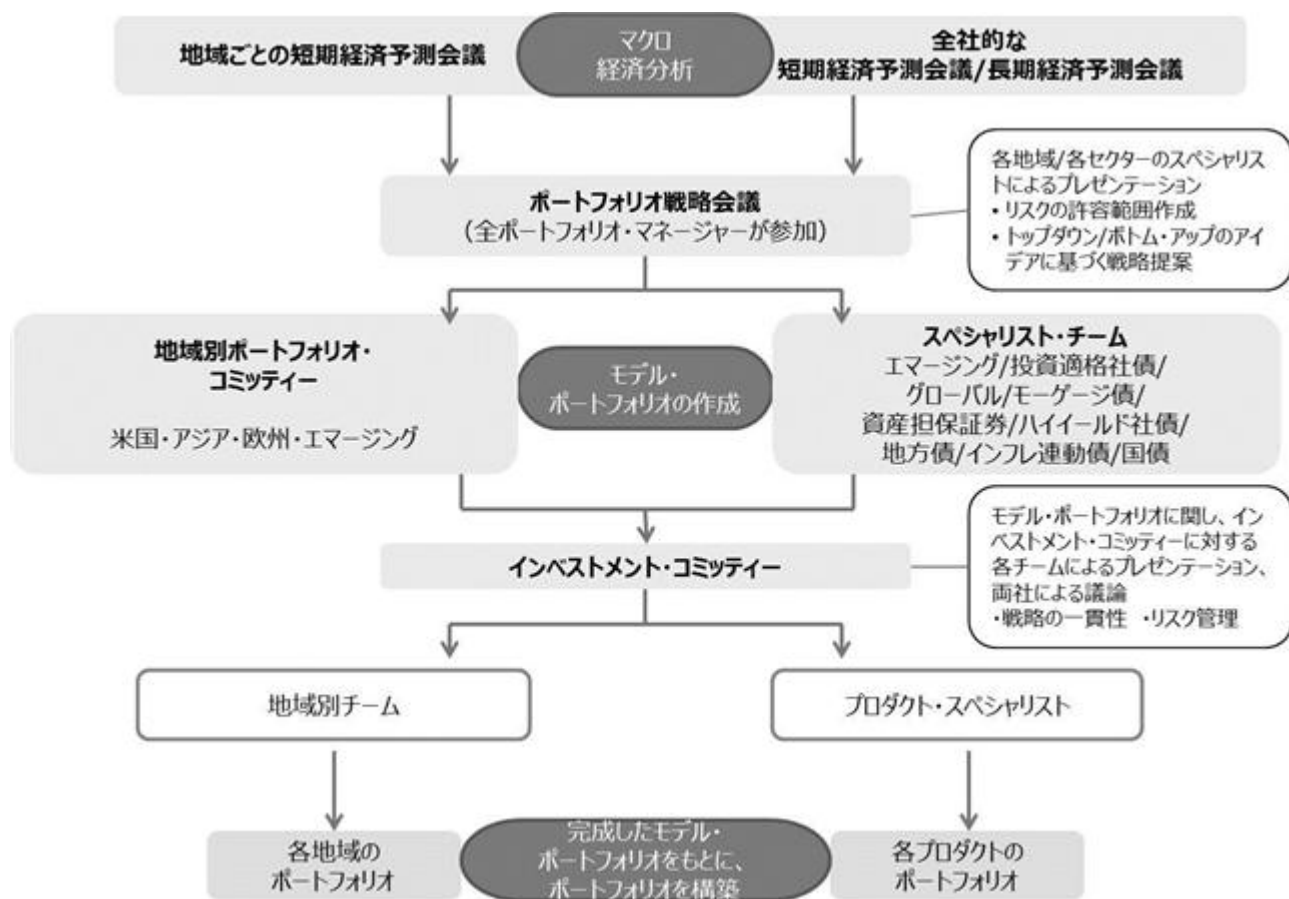 地域ごとの短期経済予測会議
マクロ
経済分析
全社的な
短期経済予測会議/長期経済予測会議
各地域/各セクターのスペシャリス
トによるプレゼンテーション
・リスクの許容範囲作成
・トップダウン/ボトム・アップのアイ
デアに基づく戦略提案
ポートフォリオ戦略会議
（全ポートフォリオ・マネージャーが参加）
地域別ポートフォリオ・
コミッティー
米国・アジア・欧州・エマージング
モデル・
ポートフォリオの作成
スペシャリスト・チーム
エマージング/投資適格社債/
グローバル/モーゲージ債/
資産担保証券/ハイイールド社債/
地方債/インフレ連動債/国債
モデル・ポートフォリオに関し、イン
ベストメント・コミッティーに対する
各チームによるプレゼンテーション、
両社による議論
・戦略の一貫性 ・リスク管理
インベストメント・コミッティー
地域別チーム
プロダクト・スペシャリスト
各地域の
ポートフォリオ
完成したモデル・
ポートフォリオをもとに、
ポートフォリオを構築
各プロダクトの
ポートフォリオ